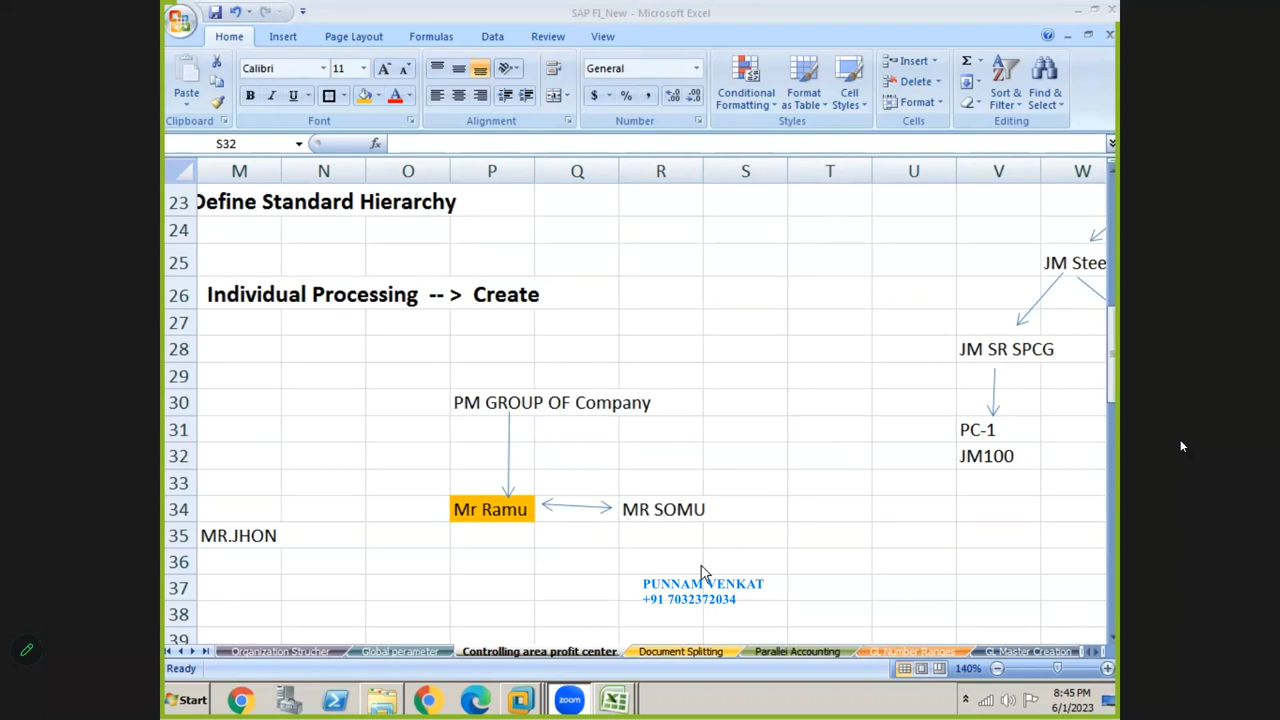 SAP FI_New - Microsoft Excel
Home Insert Page Layout Formulas Data Review View
Calibri 11 General
Paste B I U $ % , Conditional Formatting Format as Table Cell Styles Insert Delete Format Σ Sort & Filter Find & Select
Clipboard Font Alignment Number Styles Cells Editing
S32 fx
M N O P Q R S T U V W
23 Define Standard Hierarchy
24
25 JM Stee
26 Individual Processing -- > Create
27
28 JM SR SPCG
29
30 PM GROUP OF Company
31 PC-1
32 JM100
33
34 Mr Ramu MR SOMU
35 MR.JHON
36
37 PUNNAM VENKAT
+91 7032372034
38
39
Organization Strucher Global perameter Controlling area profit center Document Splitting Parallel Accounting GL Number Ranges GL Master Creation
Ready 140%
Start zoom 8:45 PM
6/1/2023